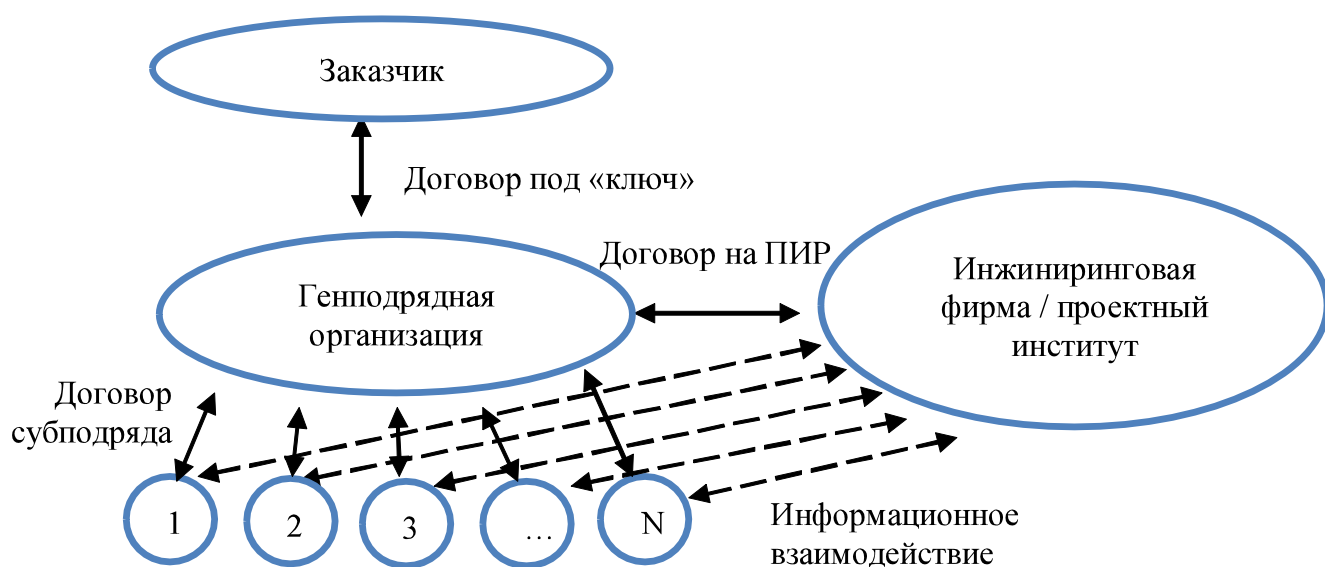 Заказчик
Договор под «ключ»
Договор на ПИР
Генподрядная
организация
Инжиниринговая
фирма / проектный
институт
Договор
субподряда
1
2
3
…
N
Информационное
взаимодействие